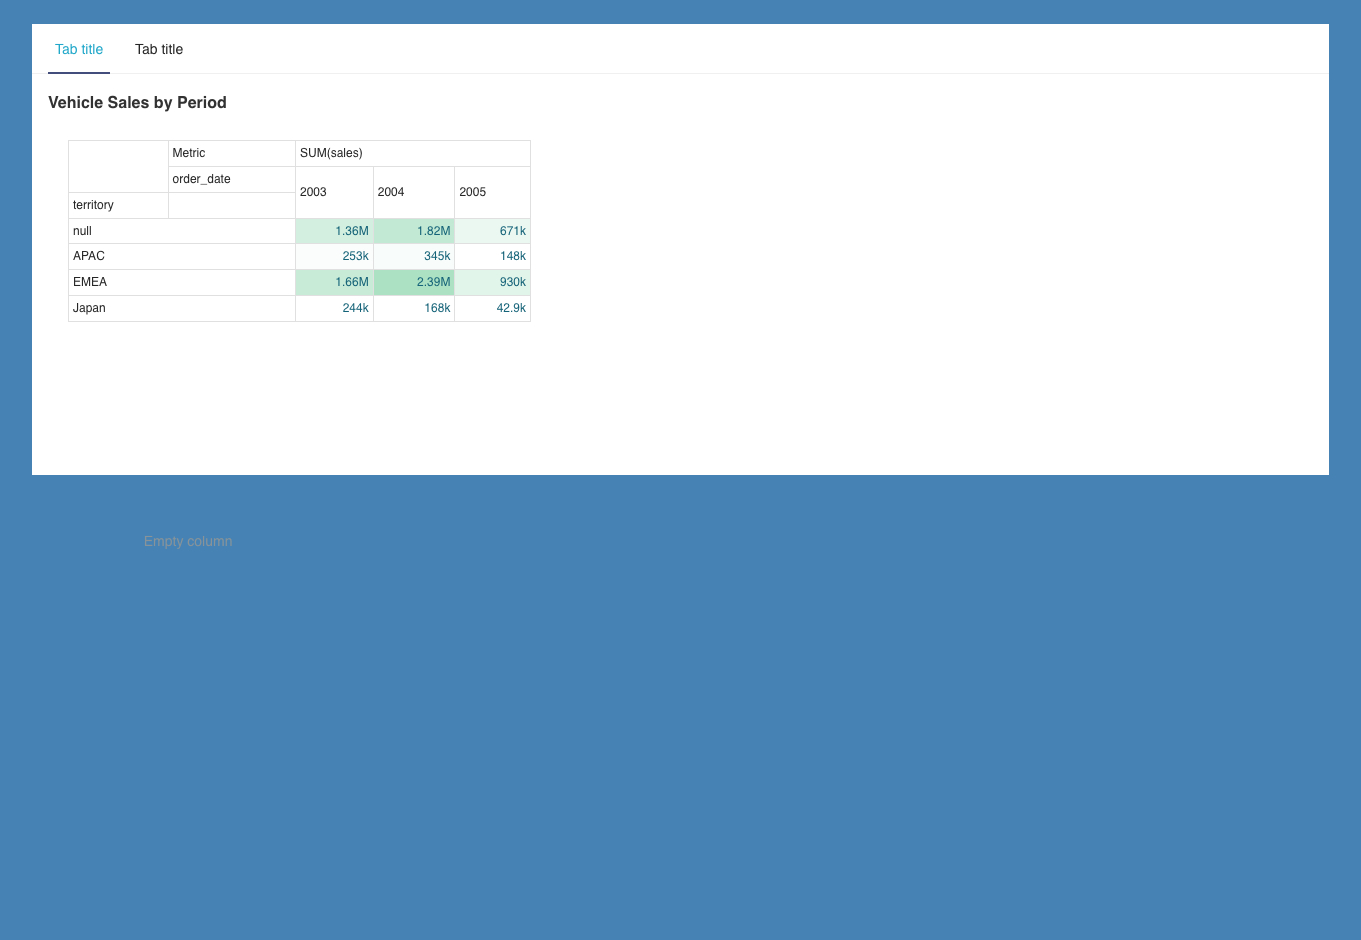 Tab title Tab title
Vehicle Sales by Period
Metric SUM(sales)
order_date
2003 2004 2005
territory
null 1.36M 1.82M 671k
APAC 253k 345k 148k
EMEA 1.66M 2.39M 930k
Japan 244k 168k 42.9k
Empty column